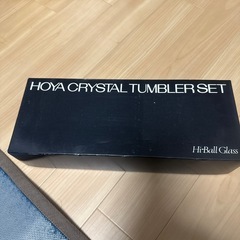 HOYA CRYSTAL TUMBLER SET
Hi-Ball Glass